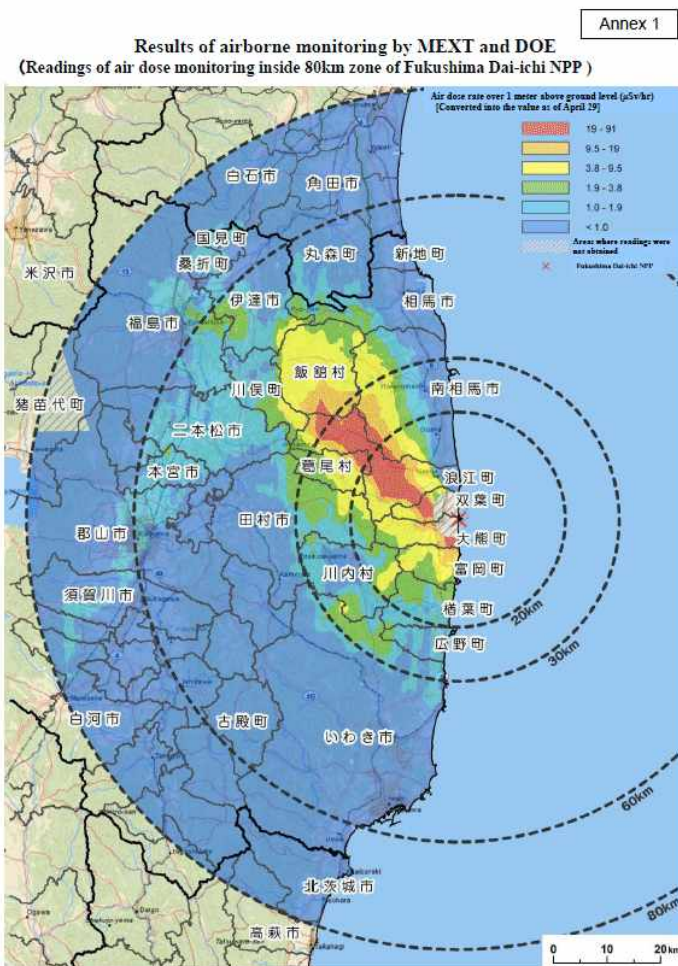 Annex 1
Results of airborne monitoring by MEXT and DOE
(Readings of air dose monitoring inside 80km zone of Fukushima Dai-ichi NPP )
Air dose rate over 1 meter above ground level (μSv/hr)
[Converted into the value as of April 29]
19 - 91
9.5 - 19
3.8 - 9.5
1.9 - 3.8
1.0 - 1.9
< 1.0
Areas where readings were
not obtained
Fukushima Dai-ichi NPP
白石市
角田市
国見町
丸森町
新地町
桑折町
米沢市
伊達市
相馬市
福島市
飯舘村
川俣町
南相馬市
猪苗代町
二本松市
葛尾村
本宮市
浪江町
双葉町
田村市
郡山市
大熊町
川内村
富岡町
須賀川市
楢葉町
20km
広野町
30km
白河市
古殿町
いわき市
60km
北茨城市
80km
高萩市
Ogawa
Daigo
Takahagi
0 10 20
km